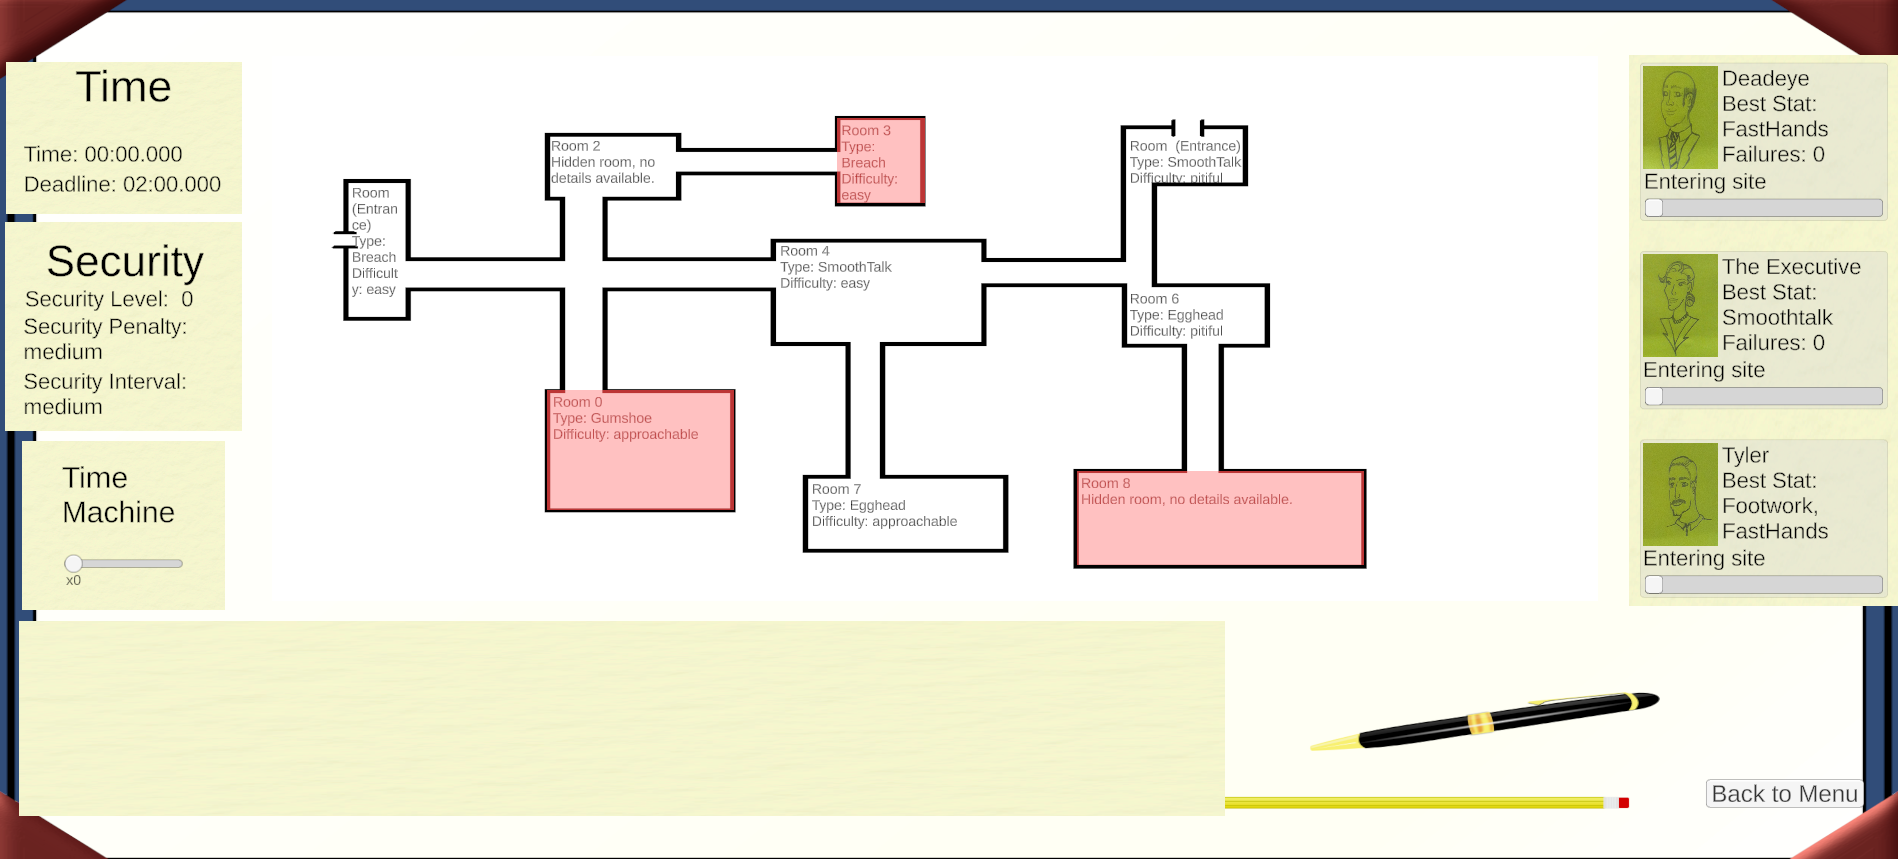 Time
Time: 00:00.000
Deadline: 02:00.000
Security
Security Level:  0
Security Penalty:
medium
Security Interval:
medium
Time
Machine
x0
Room
(Entran
ce)
Type:
Breach
Difficult
y: easy
Room 2
Hidden room, no
details available.
Room 3
Type:
Breach
Difficulty:
easy
Room 4
Type: SmoothTalk
Difficulty: easy
Room  (Entrance)
Type: SmoothTalk
Difficulty: pitiful
Room 6
Type: Egghead
Difficulty: pitiful
Room 0
Type: Gumshoe
Difficulty: approachable
Room 7
Type: Egghead
Difficulty: approachable
Room 8
Hidden room, no details available.
Deadeye
Best Stat:
FastHands
Failures: 0
Entering site
The Executive
Best Stat:
Smoothtalk
Failures: 0
Entering site
Tyler
Best Stat:
Footwork,
FastHands
Entering site
Back to Menu